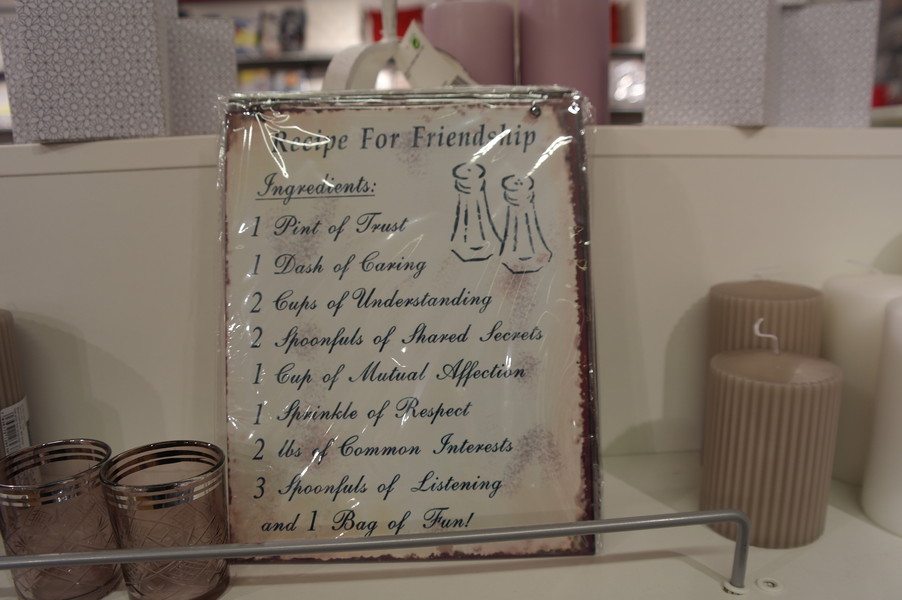 Recipe For Friendship
Ingredients:
1 Pint of Trust
1 Dash of Caring
2 Cups of Understanding
2 Spoonfuls of Shared Secrets
1 Cup of Mutual Affection
1 Sprinkle of Respect
2 lbs of Common Interests
3 Spoonfuls of Listening
and 1 Bag of Fun!